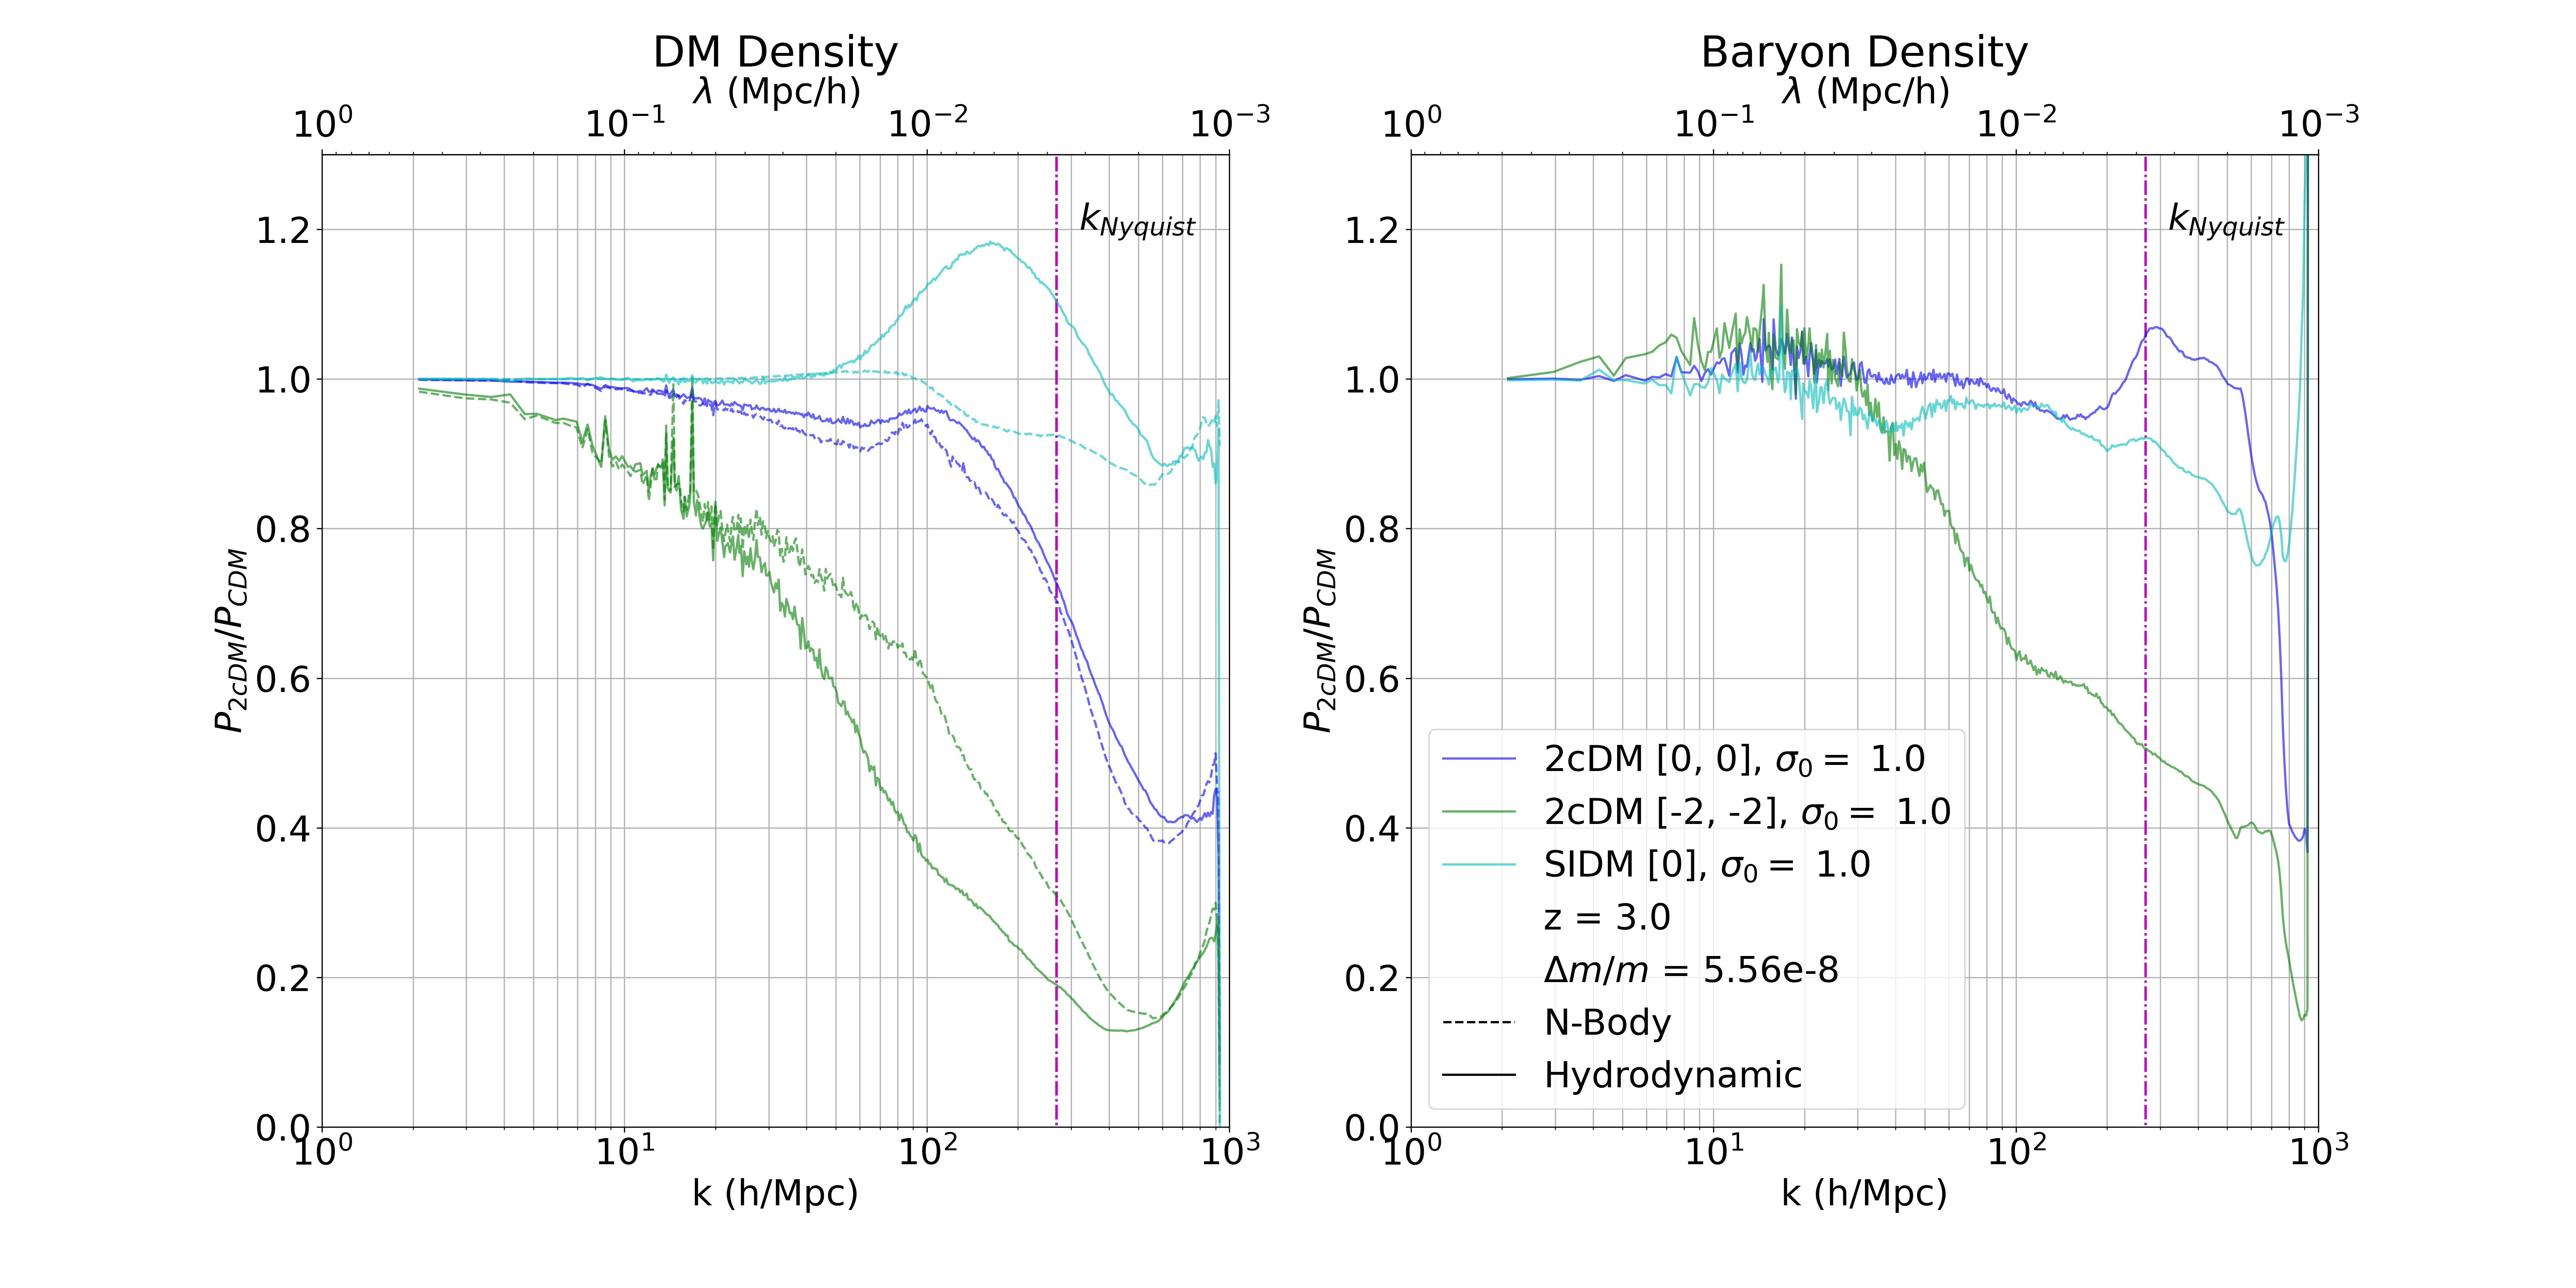 DM Density
λ (Mpc/h)
10⁰ 10⁻¹ 10⁻² 10⁻³
k_Nyquist
1.2
1.0
0.8
0.6
0.4
0.2
0.0
P_2cDM/P_CDM
10⁰ 10¹ 10² 10³
k (h/Mpc)
Baryon Density
λ (Mpc/h)
10⁰ 10⁻¹ 10⁻² 10⁻³
k_Nyquist
1.2
1.0
0.8
0.6
0.4
0.2
0.0
P_2cDM/P_CDM
2cDM [0, 0], σ₀ = 1.0
2cDM [-2, -2], σ₀ = 1.0
SIDM [0], σ₀ = 1.0
z = 3.0
Δm/m = 5.56e-8
N-Body
Hydrodynamic
10⁰ 10¹ 10² 10³
k (h/Mpc)